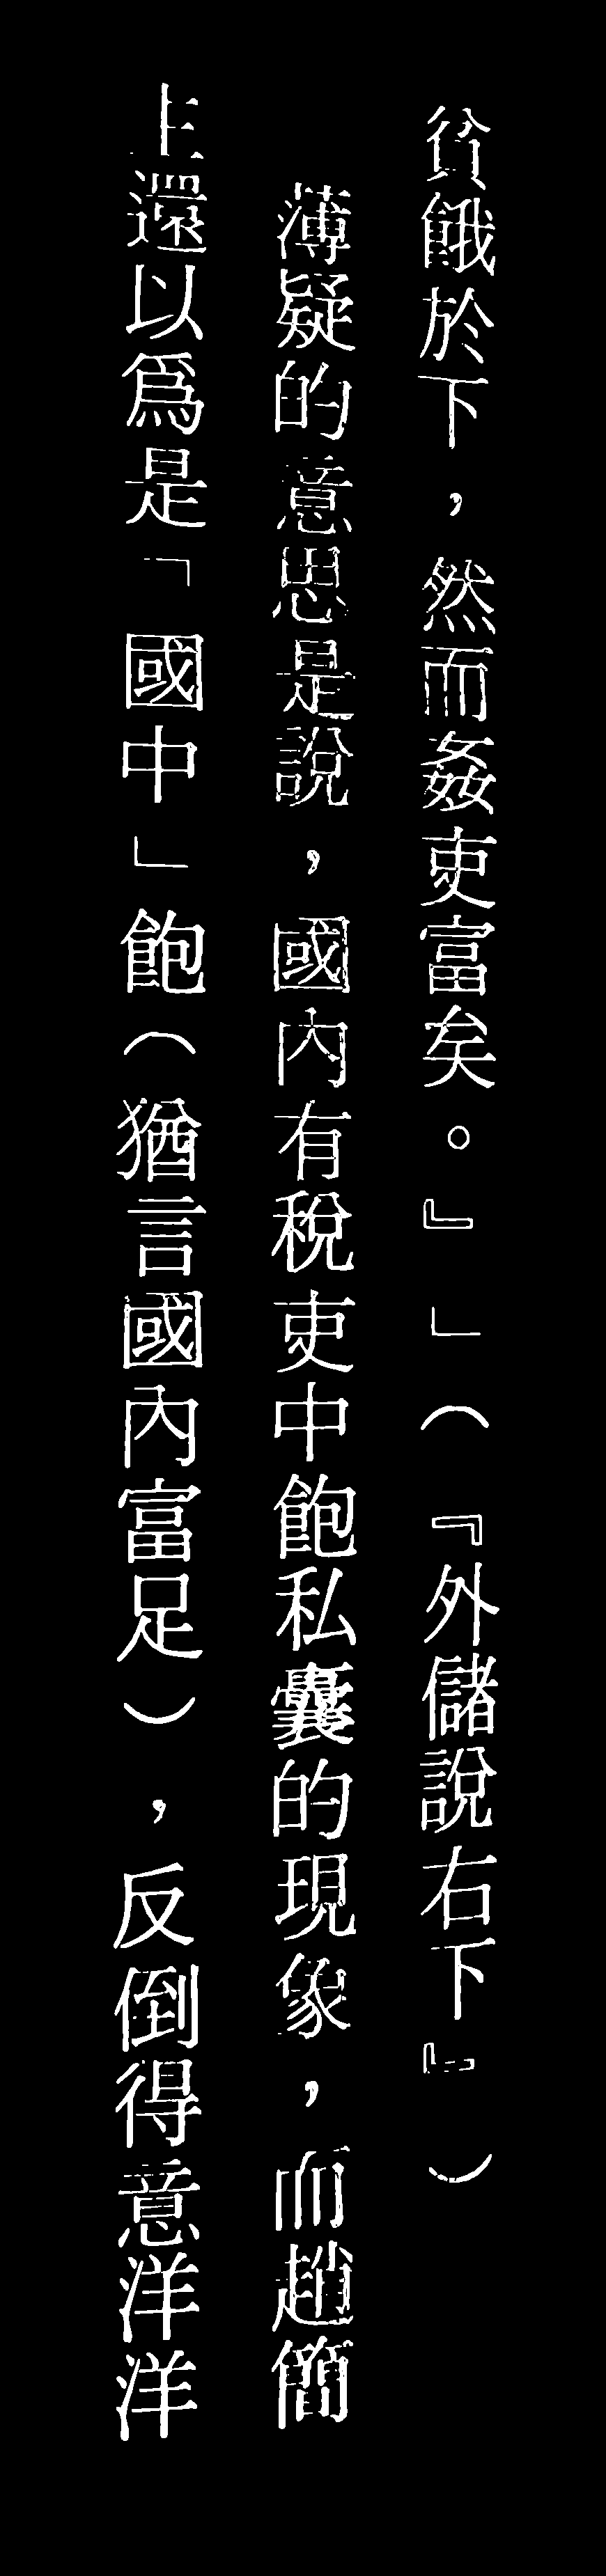 貧餓於下，然而姦吏富矣。』」（『外儲說右下』）
薄疑的意思是說，國內有稅吏中飽私囊的現象，而趙簡
上還以為是「國中」飽（猶言國內富足），反倒得意洋洋